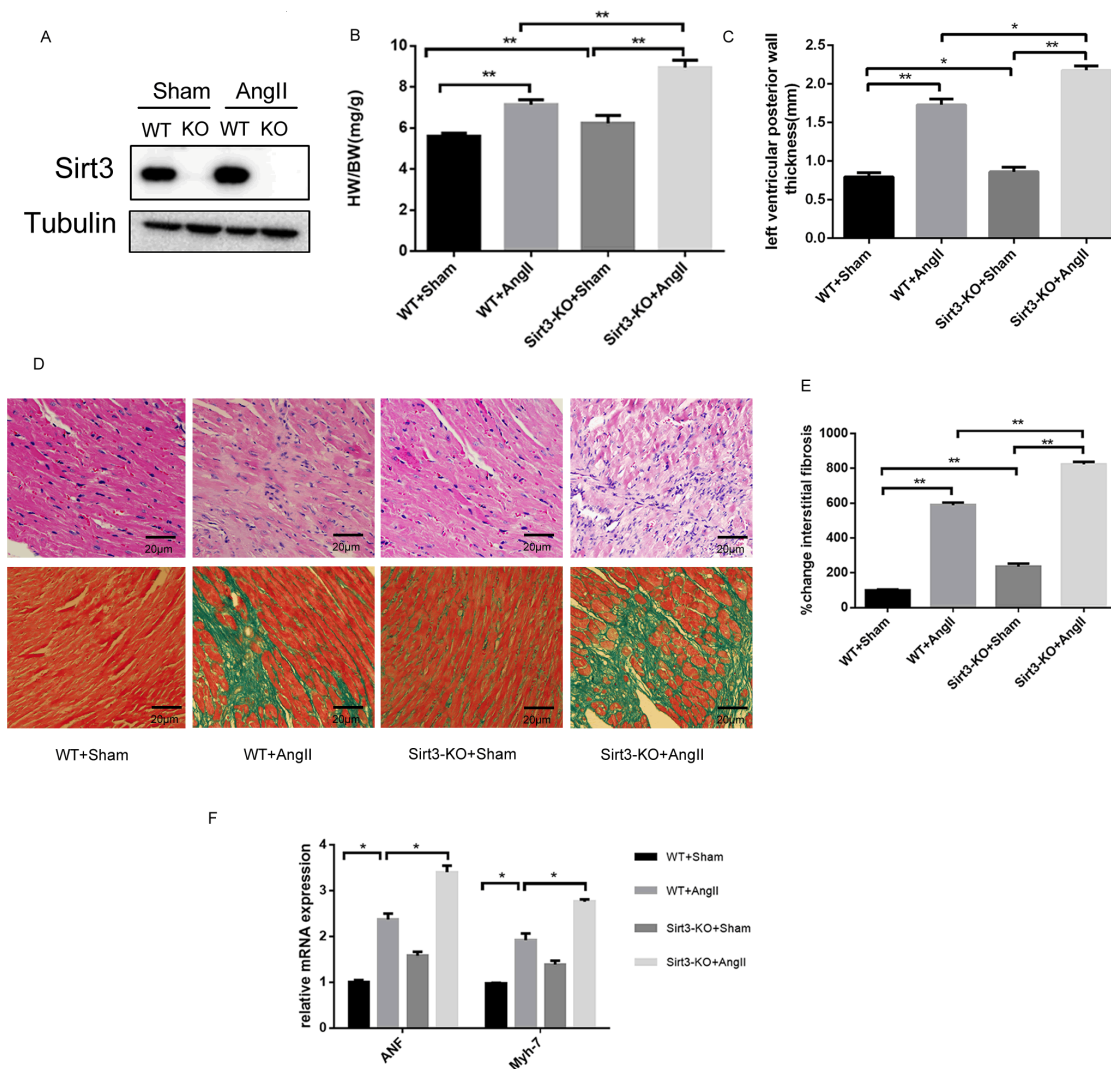 A
Sham AngII
WT KO WT KO
Sirt3
Tubulin
B
HW/BW(mg/g)
10
8
6
4
2
0
**
**
**
**
WT+Sham
WT+AngII
Sirt3-KO+Sham
Sirt3-KO+AngII
C
left ventricular posterior wall
thickness(mm)
2.5
2.0
1.5
1.0
0.5
0.0
*
**
*
**
WT+Sham
WT+AngII
Sirt3-KO+Sham
Sirt3-KO+AngII
D
20μm
20μm
20μm
20μm
20μm
20μm
20μm
20μm
WT+Sham
WT+AngII
Sirt3-KO+Sham
Sirt3-KO+AngII
E
%change interstitial fibrosis
1000
800
600
400
200
0
**
**
**
**
WT+Sham
WT+AngII
Sirt3-KO+Sham
Sirt3-KO+AngII
F
relative mRNA expression
4
3
2
1
0
*
*
*
*
ANF
Myh-7
WT+Sham
WT+AngII
Sirt3-KO+Sham
Sirt3-KO+AngII